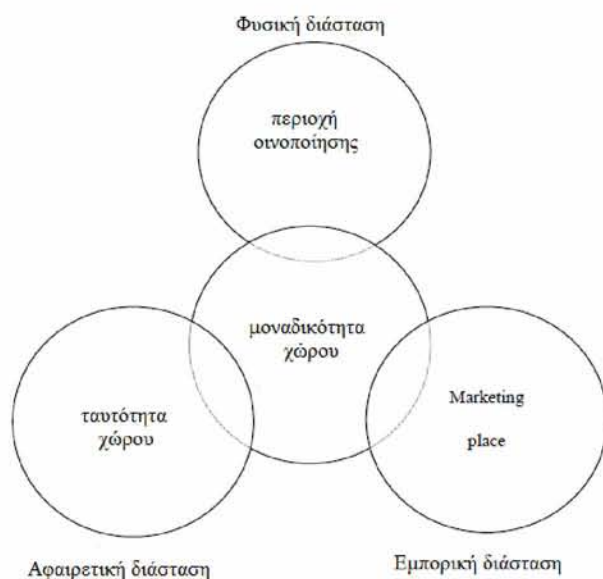 Φυσική διάσταση
περιοχή
οινοποίησης
μοναδικότητα
χώρου
ταυτότητα
χώρου
Marketing
place
Αφαιρετική διάσταση
Εμπορική διάσταση